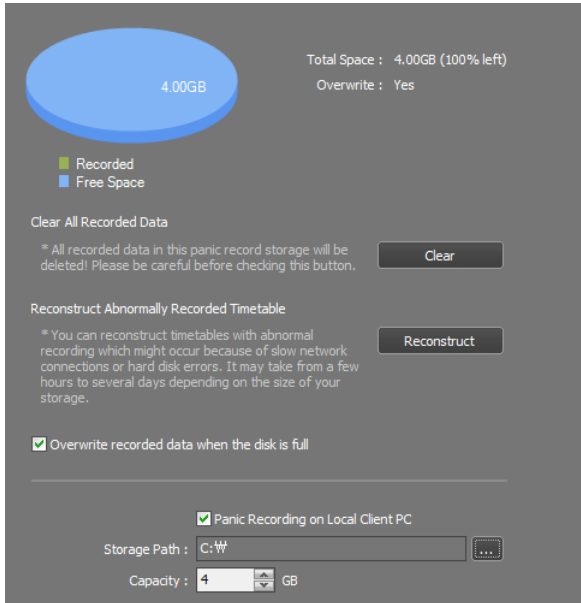 4.00GB
Total Space : 4.00GB (100% left)
Overwrite : Yes
Recorded
Free Space
Clear All Recorded Data
* All recorded data in this panic record storage will be
deleted! Please be careful before checking this button.
Clear
Reconstruct Abnormally Recorded Timetable
* You can reconstruct timetables with abnormal
recording which might occur because of slow network
connections or hard disk errors. It may take from a few
hours to several days depending on the size of your
storage.
Reconstruct
Overwrite recorded data when the disk is full
Panic Recording on Local Client PC
Storage Path : C:₩ ...
Capacity : 4 GB